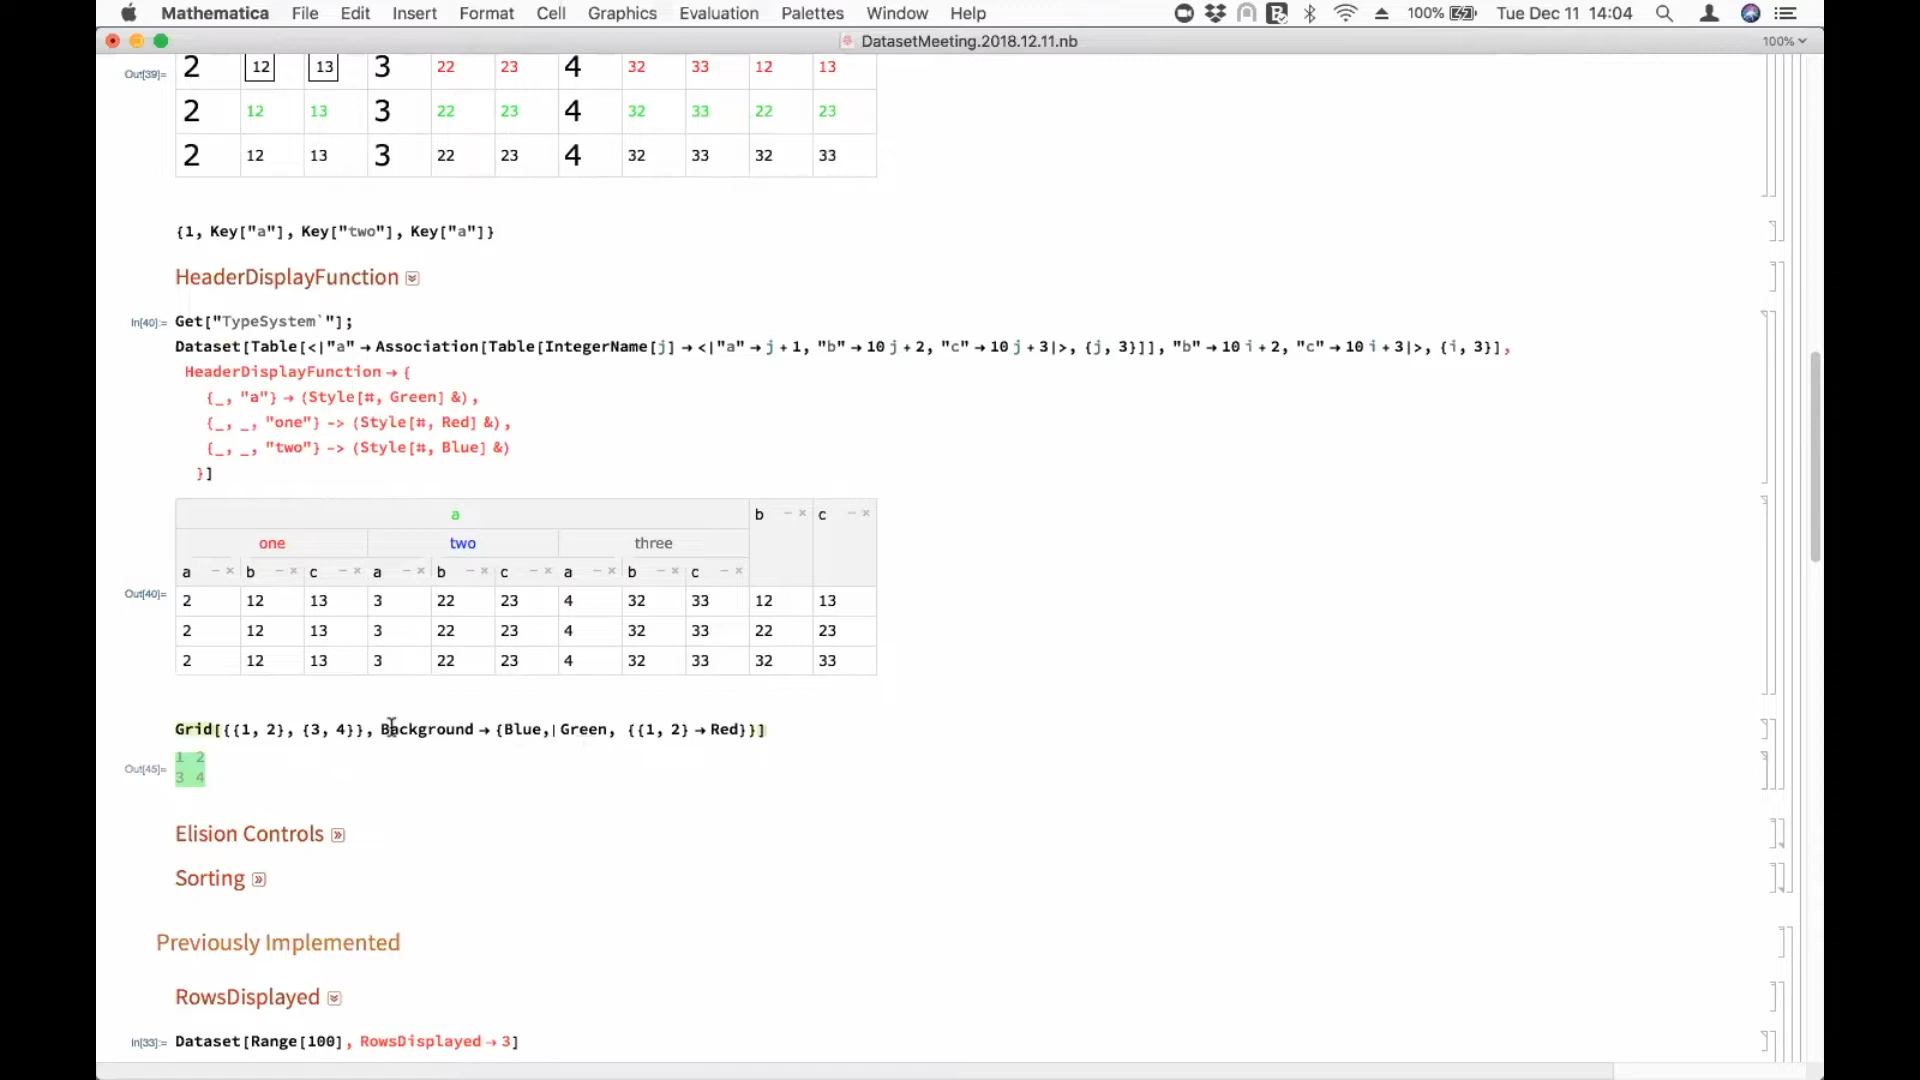 Mathematica File Edit Insert Format Cell Graphics Evaluation Palettes Window Help 100% Tue Dec 11 14:04
DatasetMeeting.2018.12.11.nb 100%
Out[39]= 2 12 13 3 22 23 4 32 33 12 13
2 12 13 3 22 23 4 32 33 22 23
2 12 13 3 22 23 4 32 33 32 33
{1, Key["a"], Key["two"], Key["a"]}
HeaderDisplayFunction
In[40]:= Get["TypeSystem`"];
Dataset[Table[<|"a" → Association[Table[IntegerName[j] → <|"a" → j + 1, "b" → 10 j + 2, "c" → 10 j + 3|>, {j, 3}]], "b" → 10 i + 2, "c" → 10 i + 3|>, {i, 3}],
HeaderDisplayFunction → {
{_, "a"} → (Style[#, Green] &),
{_, _, "one"} -> (Style[#, Red] &),
{_, _, "two"} -> (Style[#, Blue] &)
}]
a b c
one two three
a b c a b c a b c
Out[40]= 2 12 13 3 22 23 4 32 33 12 13
2 12 13 3 22 23 4 32 33 22 23
2 12 13 3 22 23 4 32 33 32 33
Grid[{{1, 2}, {3, 4}}, Background → {Blue, Green, {{1, 2} → Red}}]
1 2
Out[45]= 3 4
Elision Controls
Sorting
Previously Implemented
RowsDisplayed
In[33]:= Dataset[Range[100], RowsDisplayed → 3]